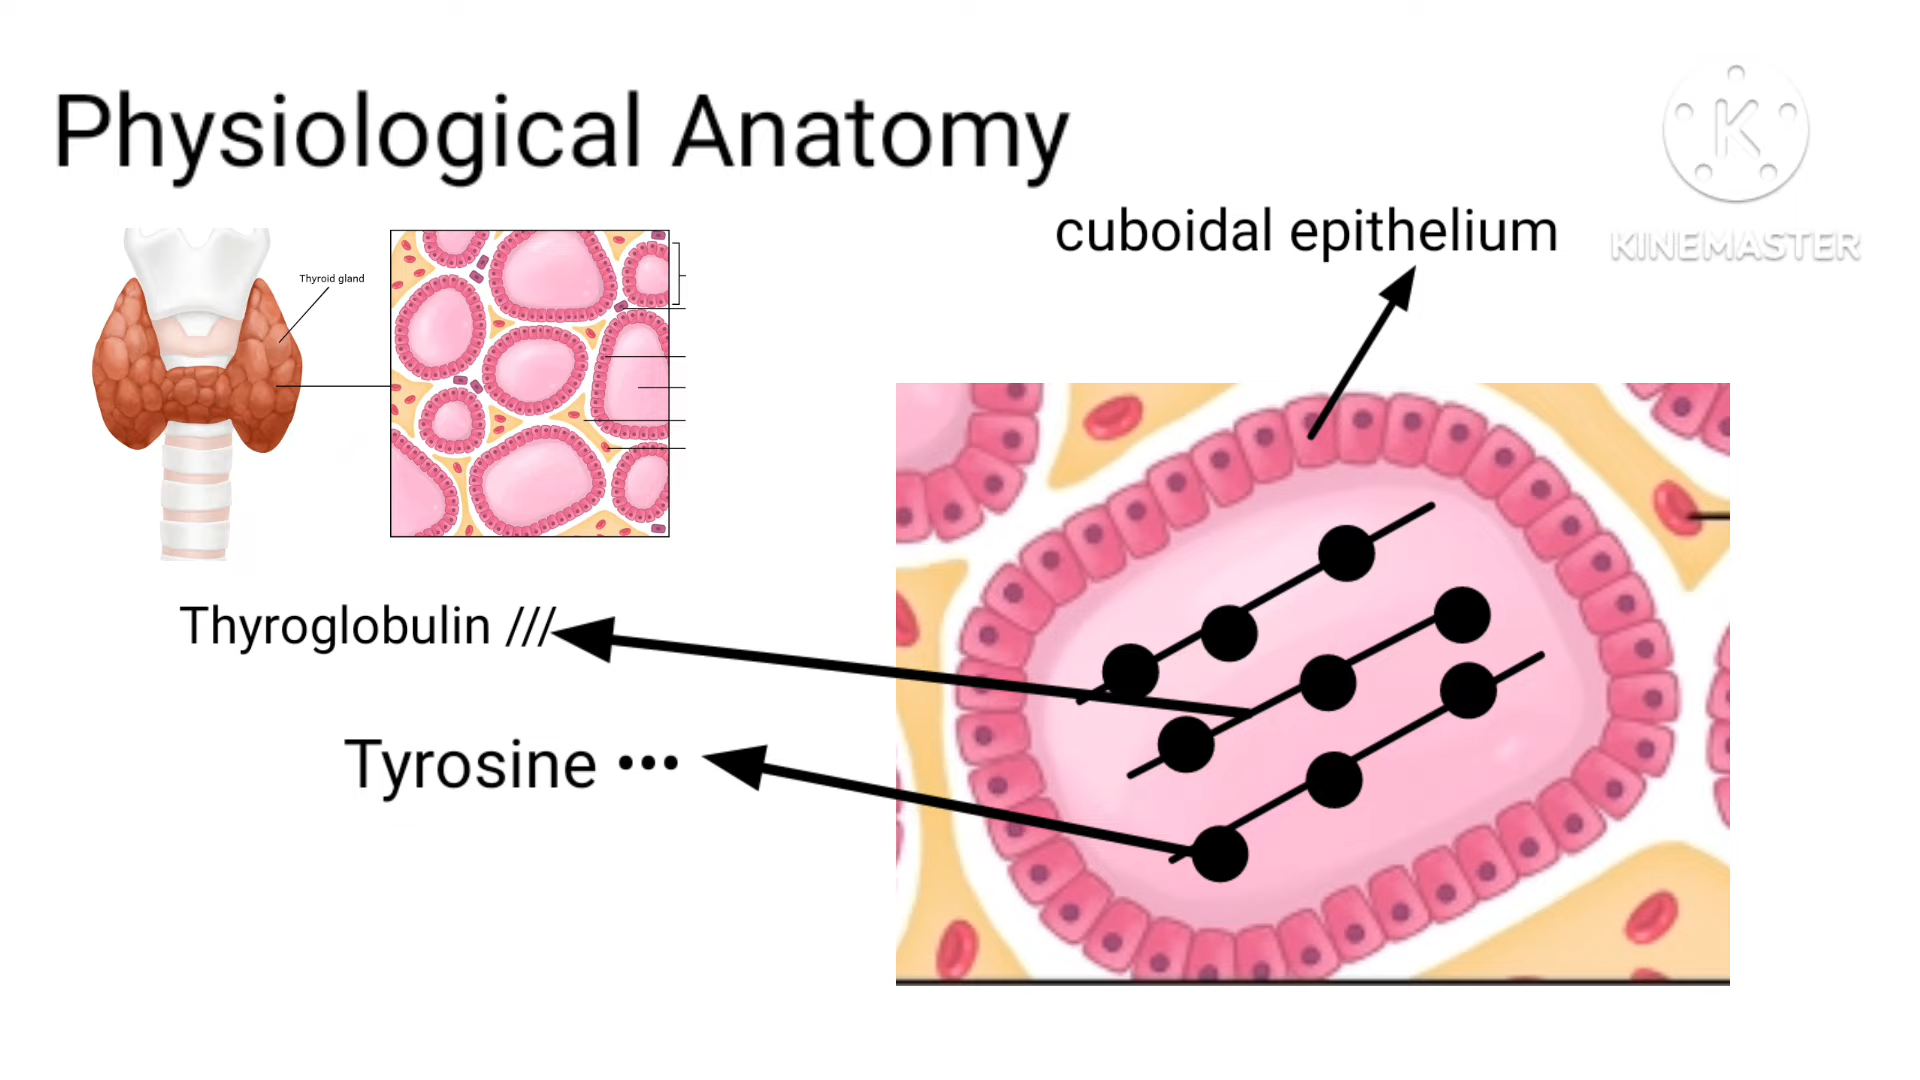 Physiological Anatomy
K
KINEMASTER
cuboidal epithelium
Thyroid gland
Thyroglobulin ///
Tyrosine •••